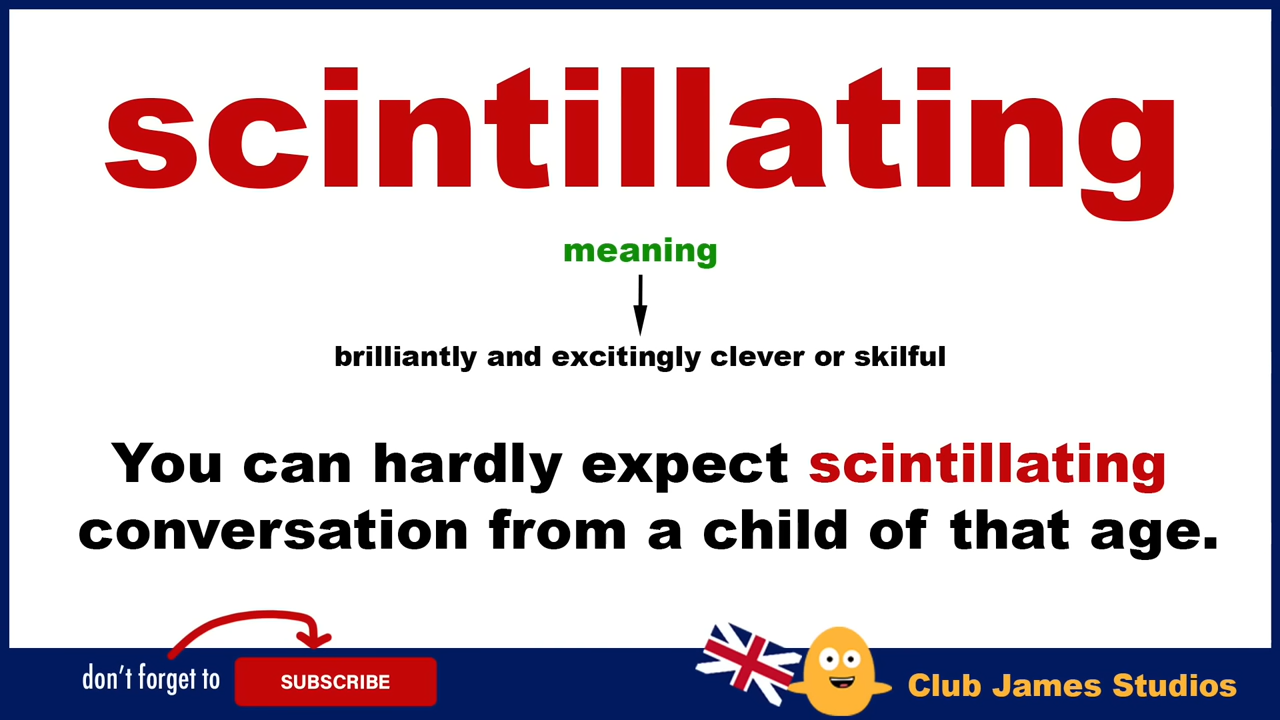 scintillating
meaning
brilliantly and excitingly clever or skilful
You can hardly expect scintillating
conversation from a child of that age.
don't forget to
SUBSCRIBE
Club James Studios